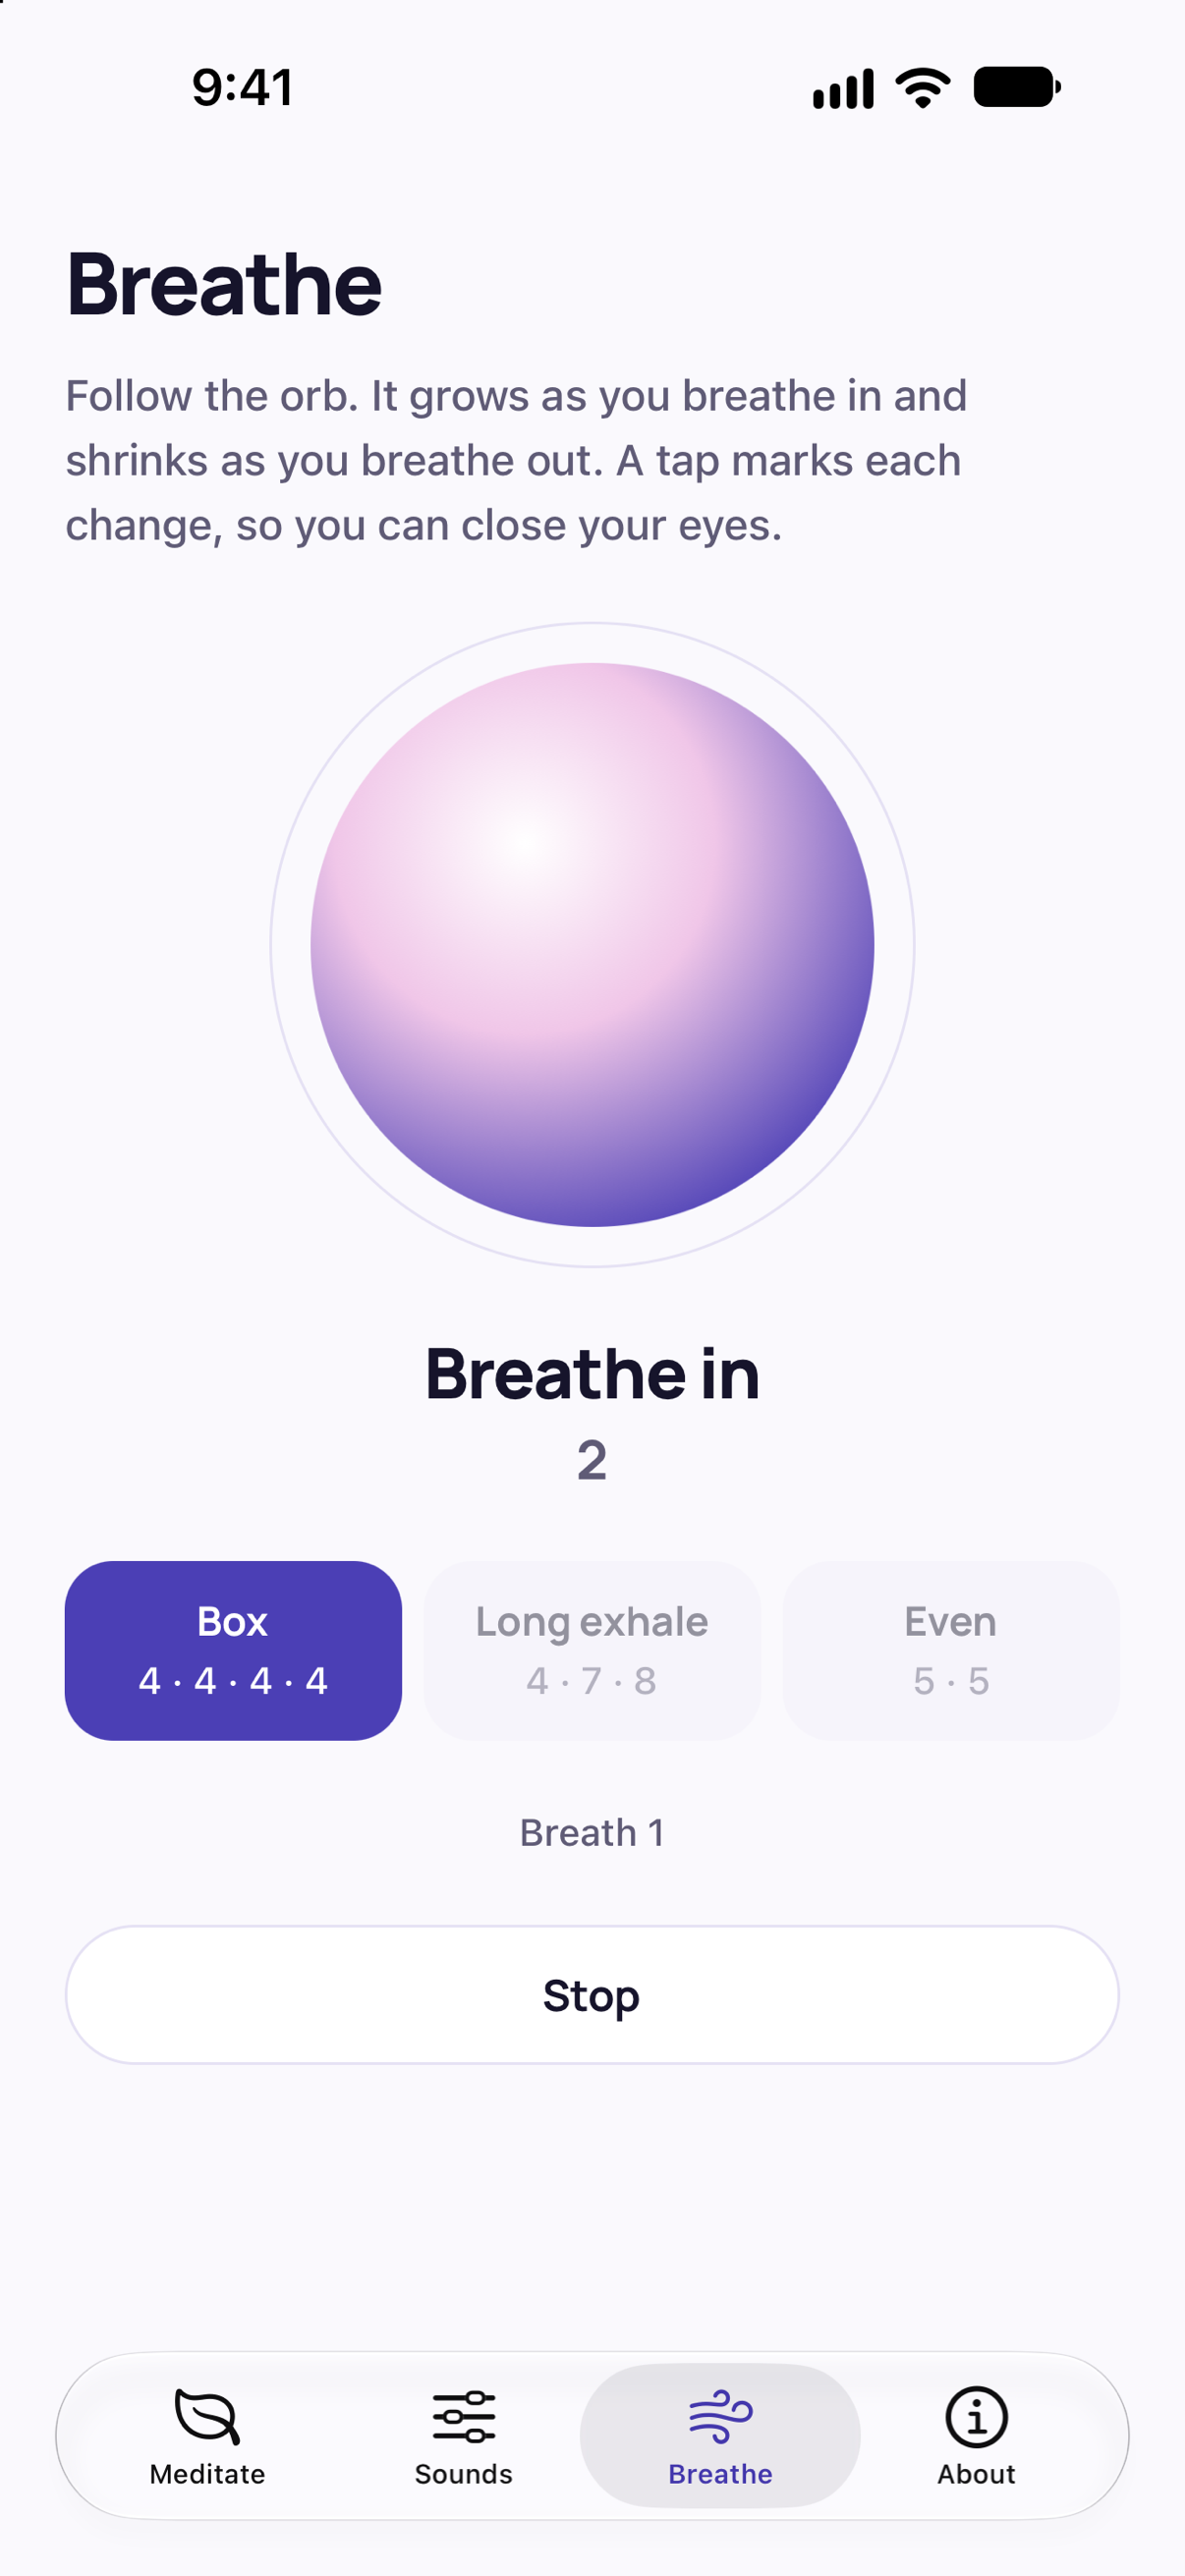 9:41
Breathe
Follow the orb. It grows as you breathe in and
shrinks as you breathe out. A tap marks each
change, so you can close your eyes.
Breathe in
2
Box
4 · 4 · 4 · 4
Long exhale
4 · 7 · 8
Even
5 · 5
Breath 1
Stop
Meditate
Sounds
Breathe
About